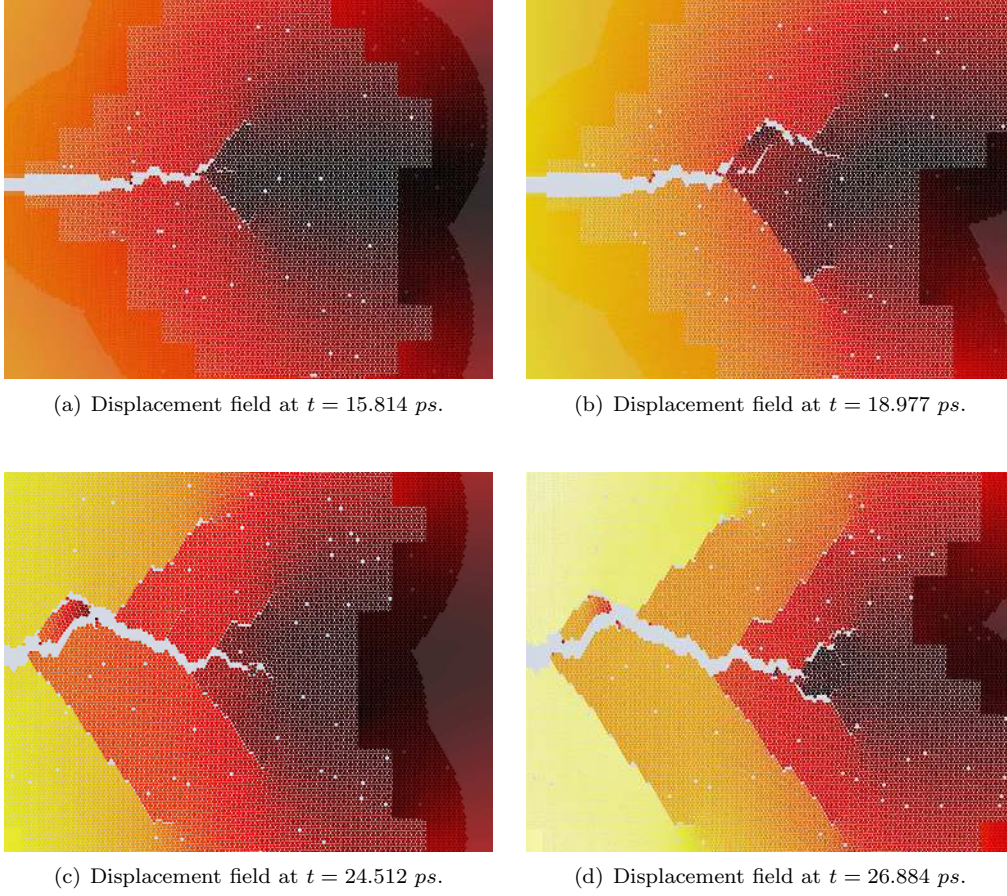 (a) Displacement field at t = 15.814 ps.
(b) Displacement field at t = 18.977 ps.
(c) Displacement field at t = 24.512 ps.
(d) Displacement field at t = 26.884 ps.